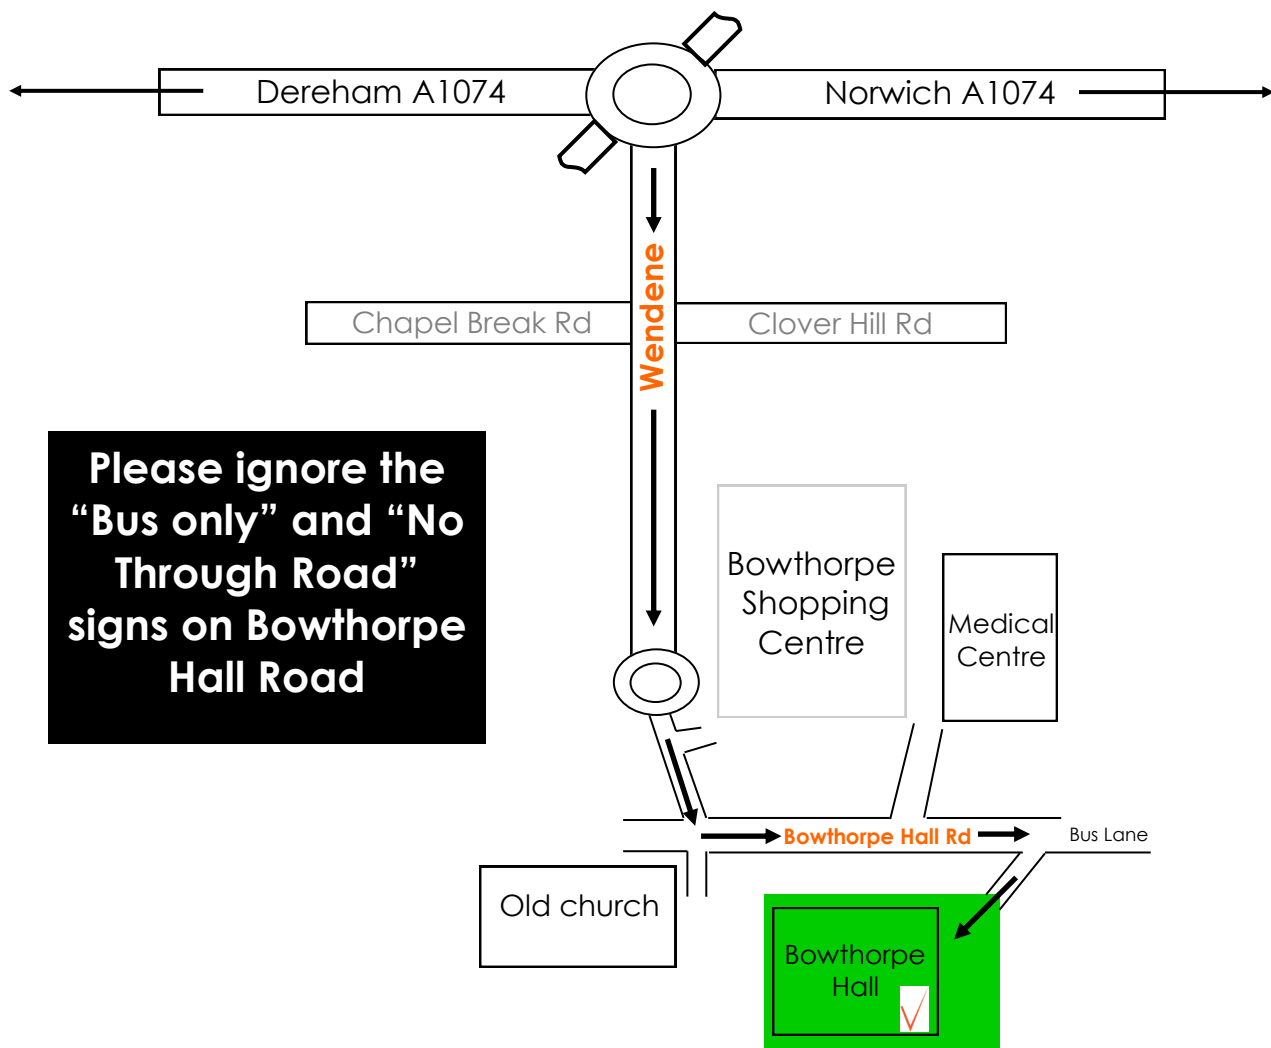 Dereham A1074
Norwich A1074
Wendene
Chapel Break Rd
Clover Hill Rd
Please ignore the
“Bus only” and “No
Through Road”
signs on Bowthorpe
Hall Road
Bowthorpe
Shopping
Centre
Medical
Centre
Bowthorpe Hall Rd
Bus Lane
Old church
Bowthorpe
Hall